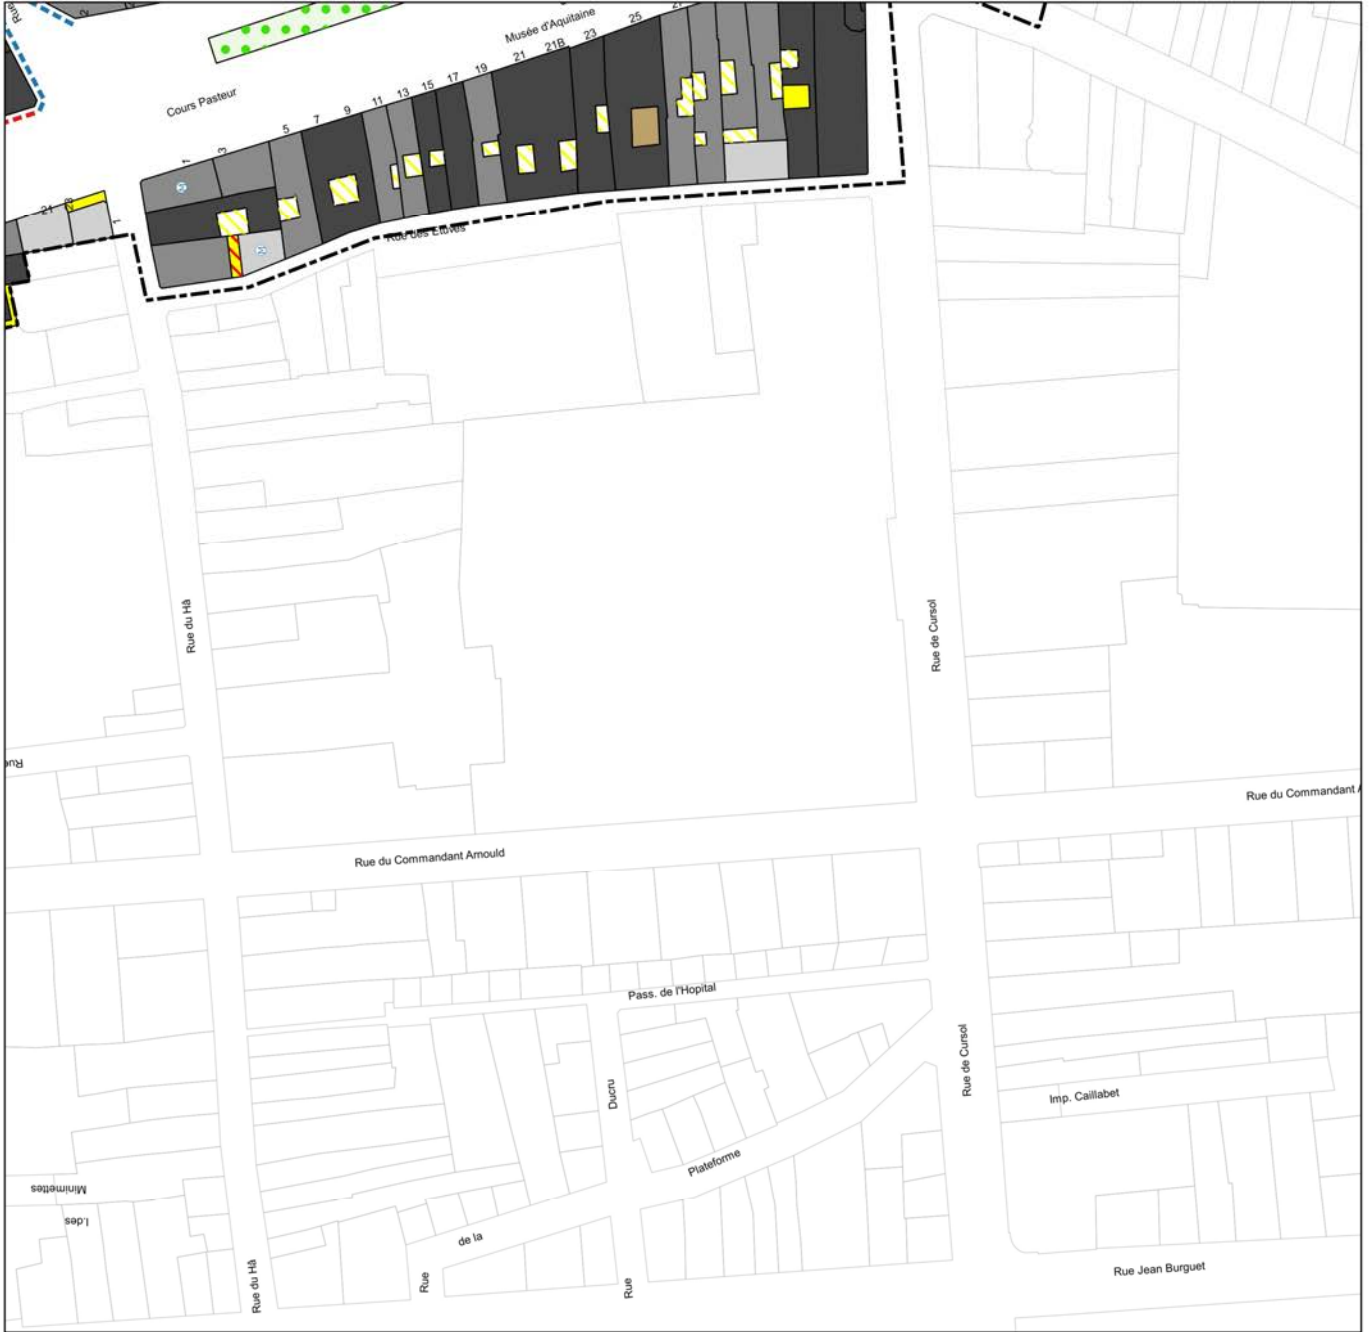 Rue
2
Musée d'Aquitaine
25
23
21B
21
19
17
15
13
11
9
7
5
3
1
Cours Pasteur
21
23
1
Rue des Etuves
Rue du Hâ
Rue de Cursol
Rue
Rue du Commandant A
Rue du Commandant Arnould
Pass. de l'Hopital
Rue de Cursol
Ducru
Imp. Caillabet
Plateforme
Minimettes
I.des
de la
Rue du Hâ
Rue
Rue
Rue Jean Burguet